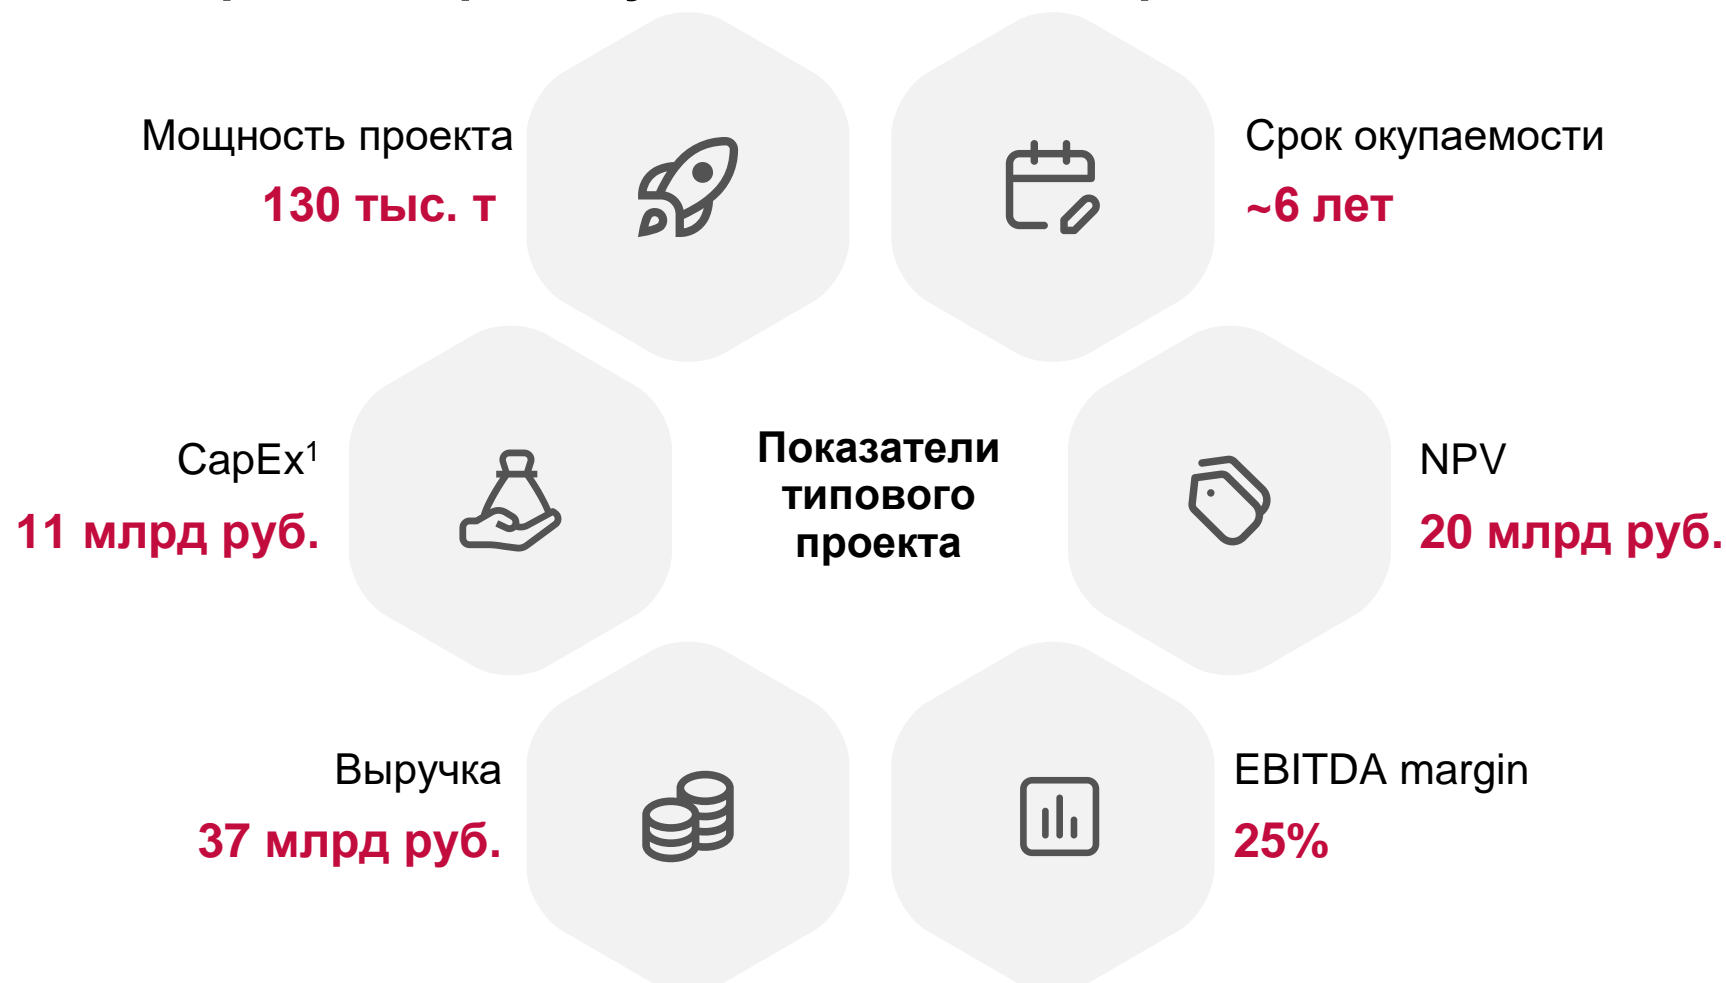 Мощность проекта
130 тыс. т
Срок окупаемости
~6 лет
CapEx¹
11 млрд руб.
Показатели
типового
проекта
NPV
20 млрд руб.
Выручка
37 млрд руб.
EBITDA margin
25%